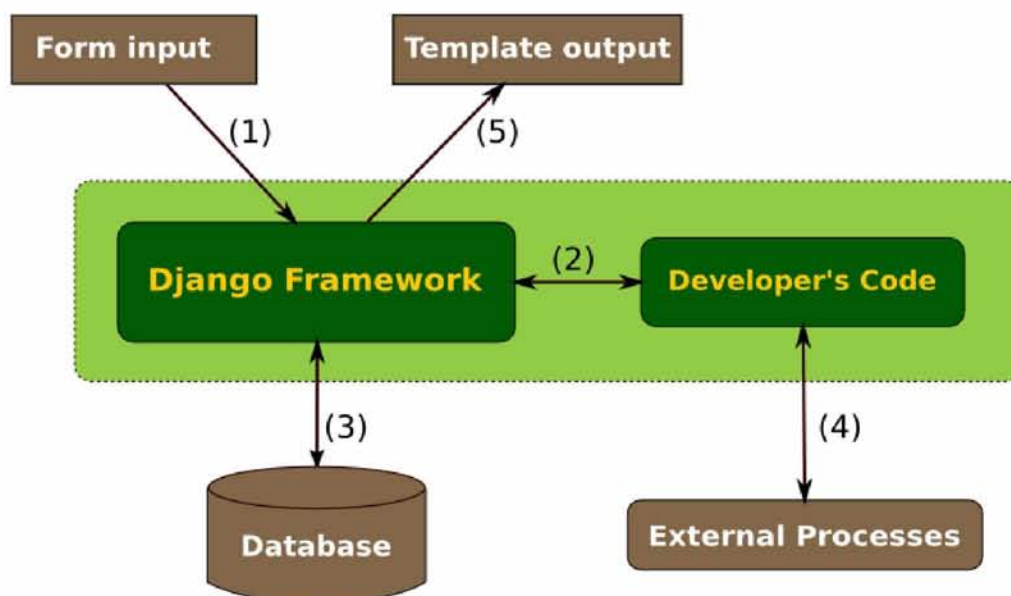 Form input
Template output
(1)
(5)
Django Framework
(2)
Developer's Code
(3)
(4)
Database
External Processes